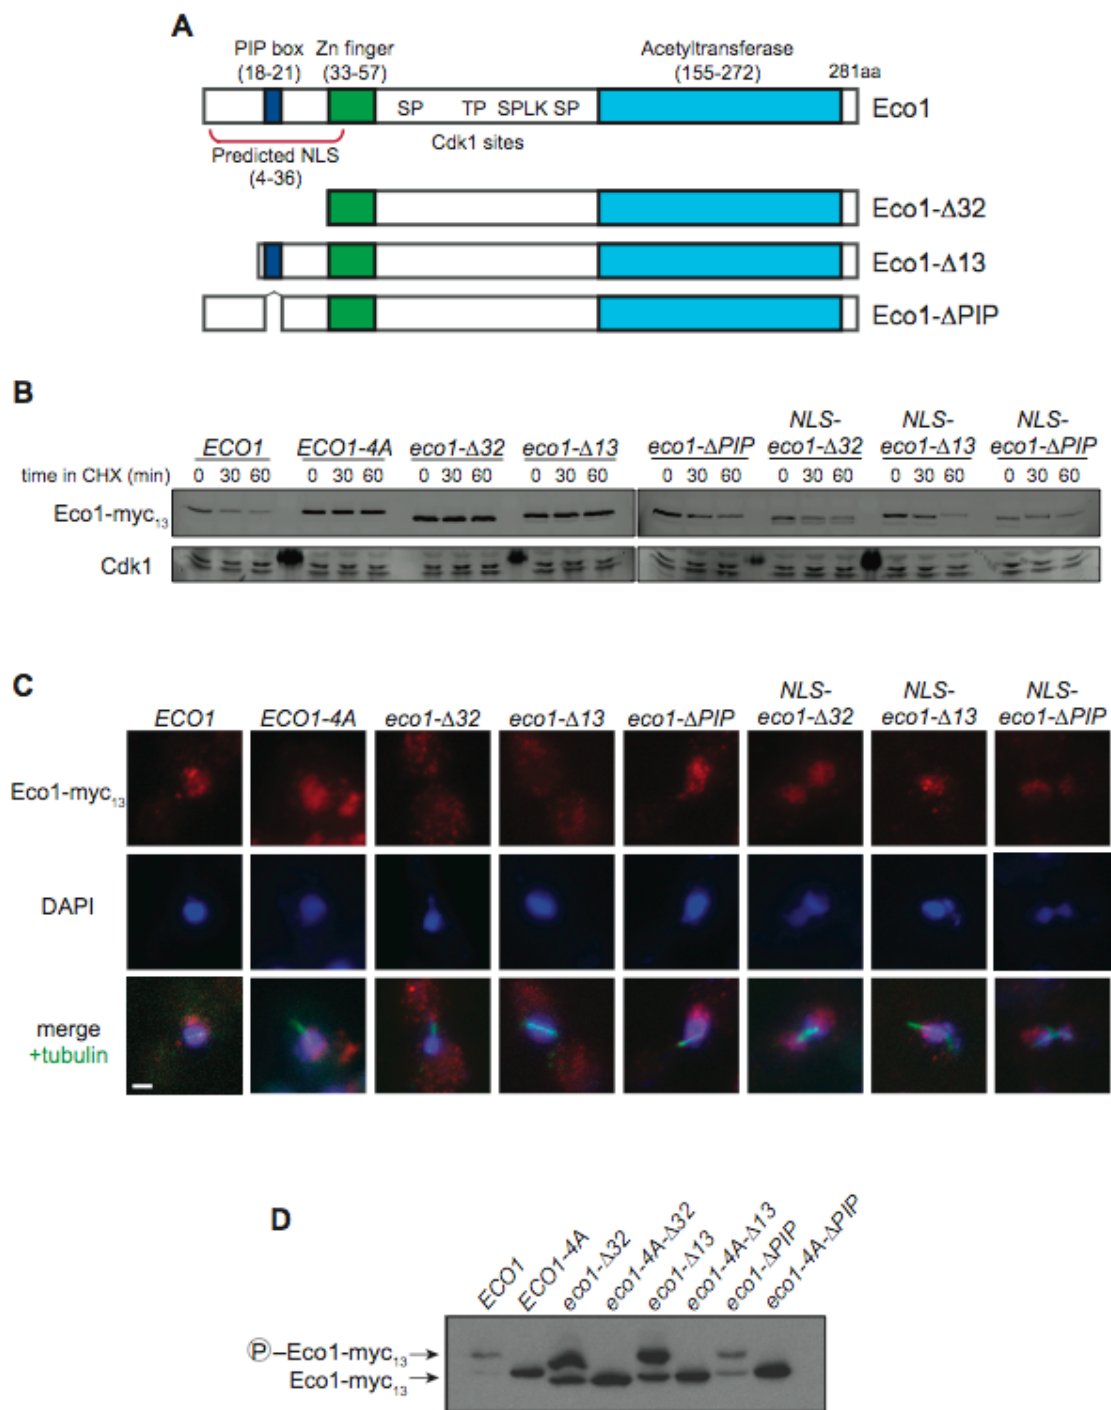 A
PIP box Zn finger Acetyltransferase
(18-21) (33-57) (155-272) 281aa
SP TP SPLK SP Eco1
Cdk1 sites
Predicted NLS
(4-36)
Eco1-Δ32
Eco1-Δ13
Eco1-ΔPIP
B
NLS- NLS- NLS-
ECO1 ECO1-4A eco1-Δ32 eco1-Δ13 eco1-ΔPIP eco1-Δ32 eco1-Δ13 eco1-ΔPIP
time in CHX (min) 0 30 60 0 30 60 0 30 60 0 30 60 0 30 60 0 30 60 0 30 60 0 30 60
Eco1-myc13
Cdk1
C
NLS- NLS- NLS-
ECO1 ECO1-4A eco1-Δ32 eco1-Δ13 eco1-ΔPIP eco1-Δ32 eco1-Δ13 eco1-ΔPIP
Eco1-myc13
DAPI
merge
+tubulin
D
ECO1 ECO1-4A eco1-Δ32 eco1-4A-Δ32 eco1-Δ13 eco1-4A-Δ13 eco1-ΔPIP eco1-4A-ΔPIP
Ⓟ–Eco1-myc13
Eco1-myc13